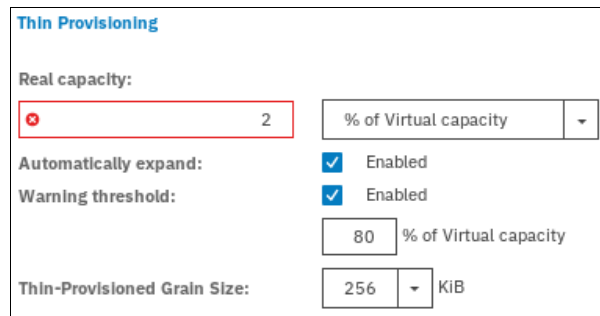 Thin Provisioning
Real capacity:
2 % of Virtual capacity
Automatically expand: Enabled
Warning threshold: Enabled
80 % of Virtual capacity
Thin-Provisioned Grain Size: 256 KiB